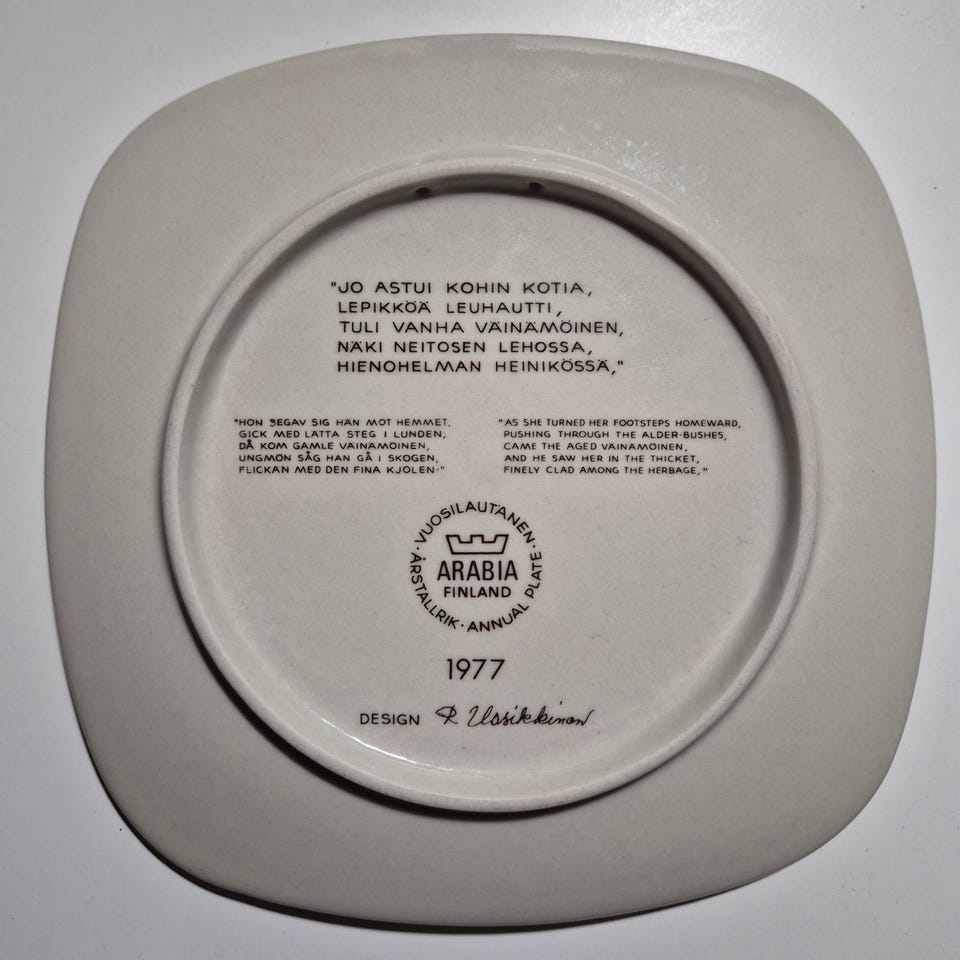 "JO ASTUI KOHIN KOTIA,
LEPIKKÖÄ LEUHAUTTI,
TULI VANHA VÄINÄMÖINEN,
NÄKI NEITOSEN LEHOSSA,
HIENOHELMAN HEINIKÖSSÄ,"
"HON BEGAV SIG HÄN MOT HEMMET,
GICK MED LÄTTA STEG I LUNDEN;
DÅ KOM GAMLE VÄINÄMÖINEN,
UNGMÖN SÅG HAN GÅ I SKOGEN,
FLICKAN MED DEN FINA KJOLEN-"
"AS SHE TURNED HER FOOTSTEPS HOMEWARD,
PUSHING THROUGH THE ALDER-BUSHES,
CAME THE AGED VÄINÄMÖINEN,
AND HE SAW HER IN THE THICKET,
FINELY CLAD AMONG THE HERBAGE,"
· VUOSILAUTANEN · ANNUAL PLATE · ÅRSTALLRIK
ARABIA
FINLAND
1977
DESIGN R Uosikkinen